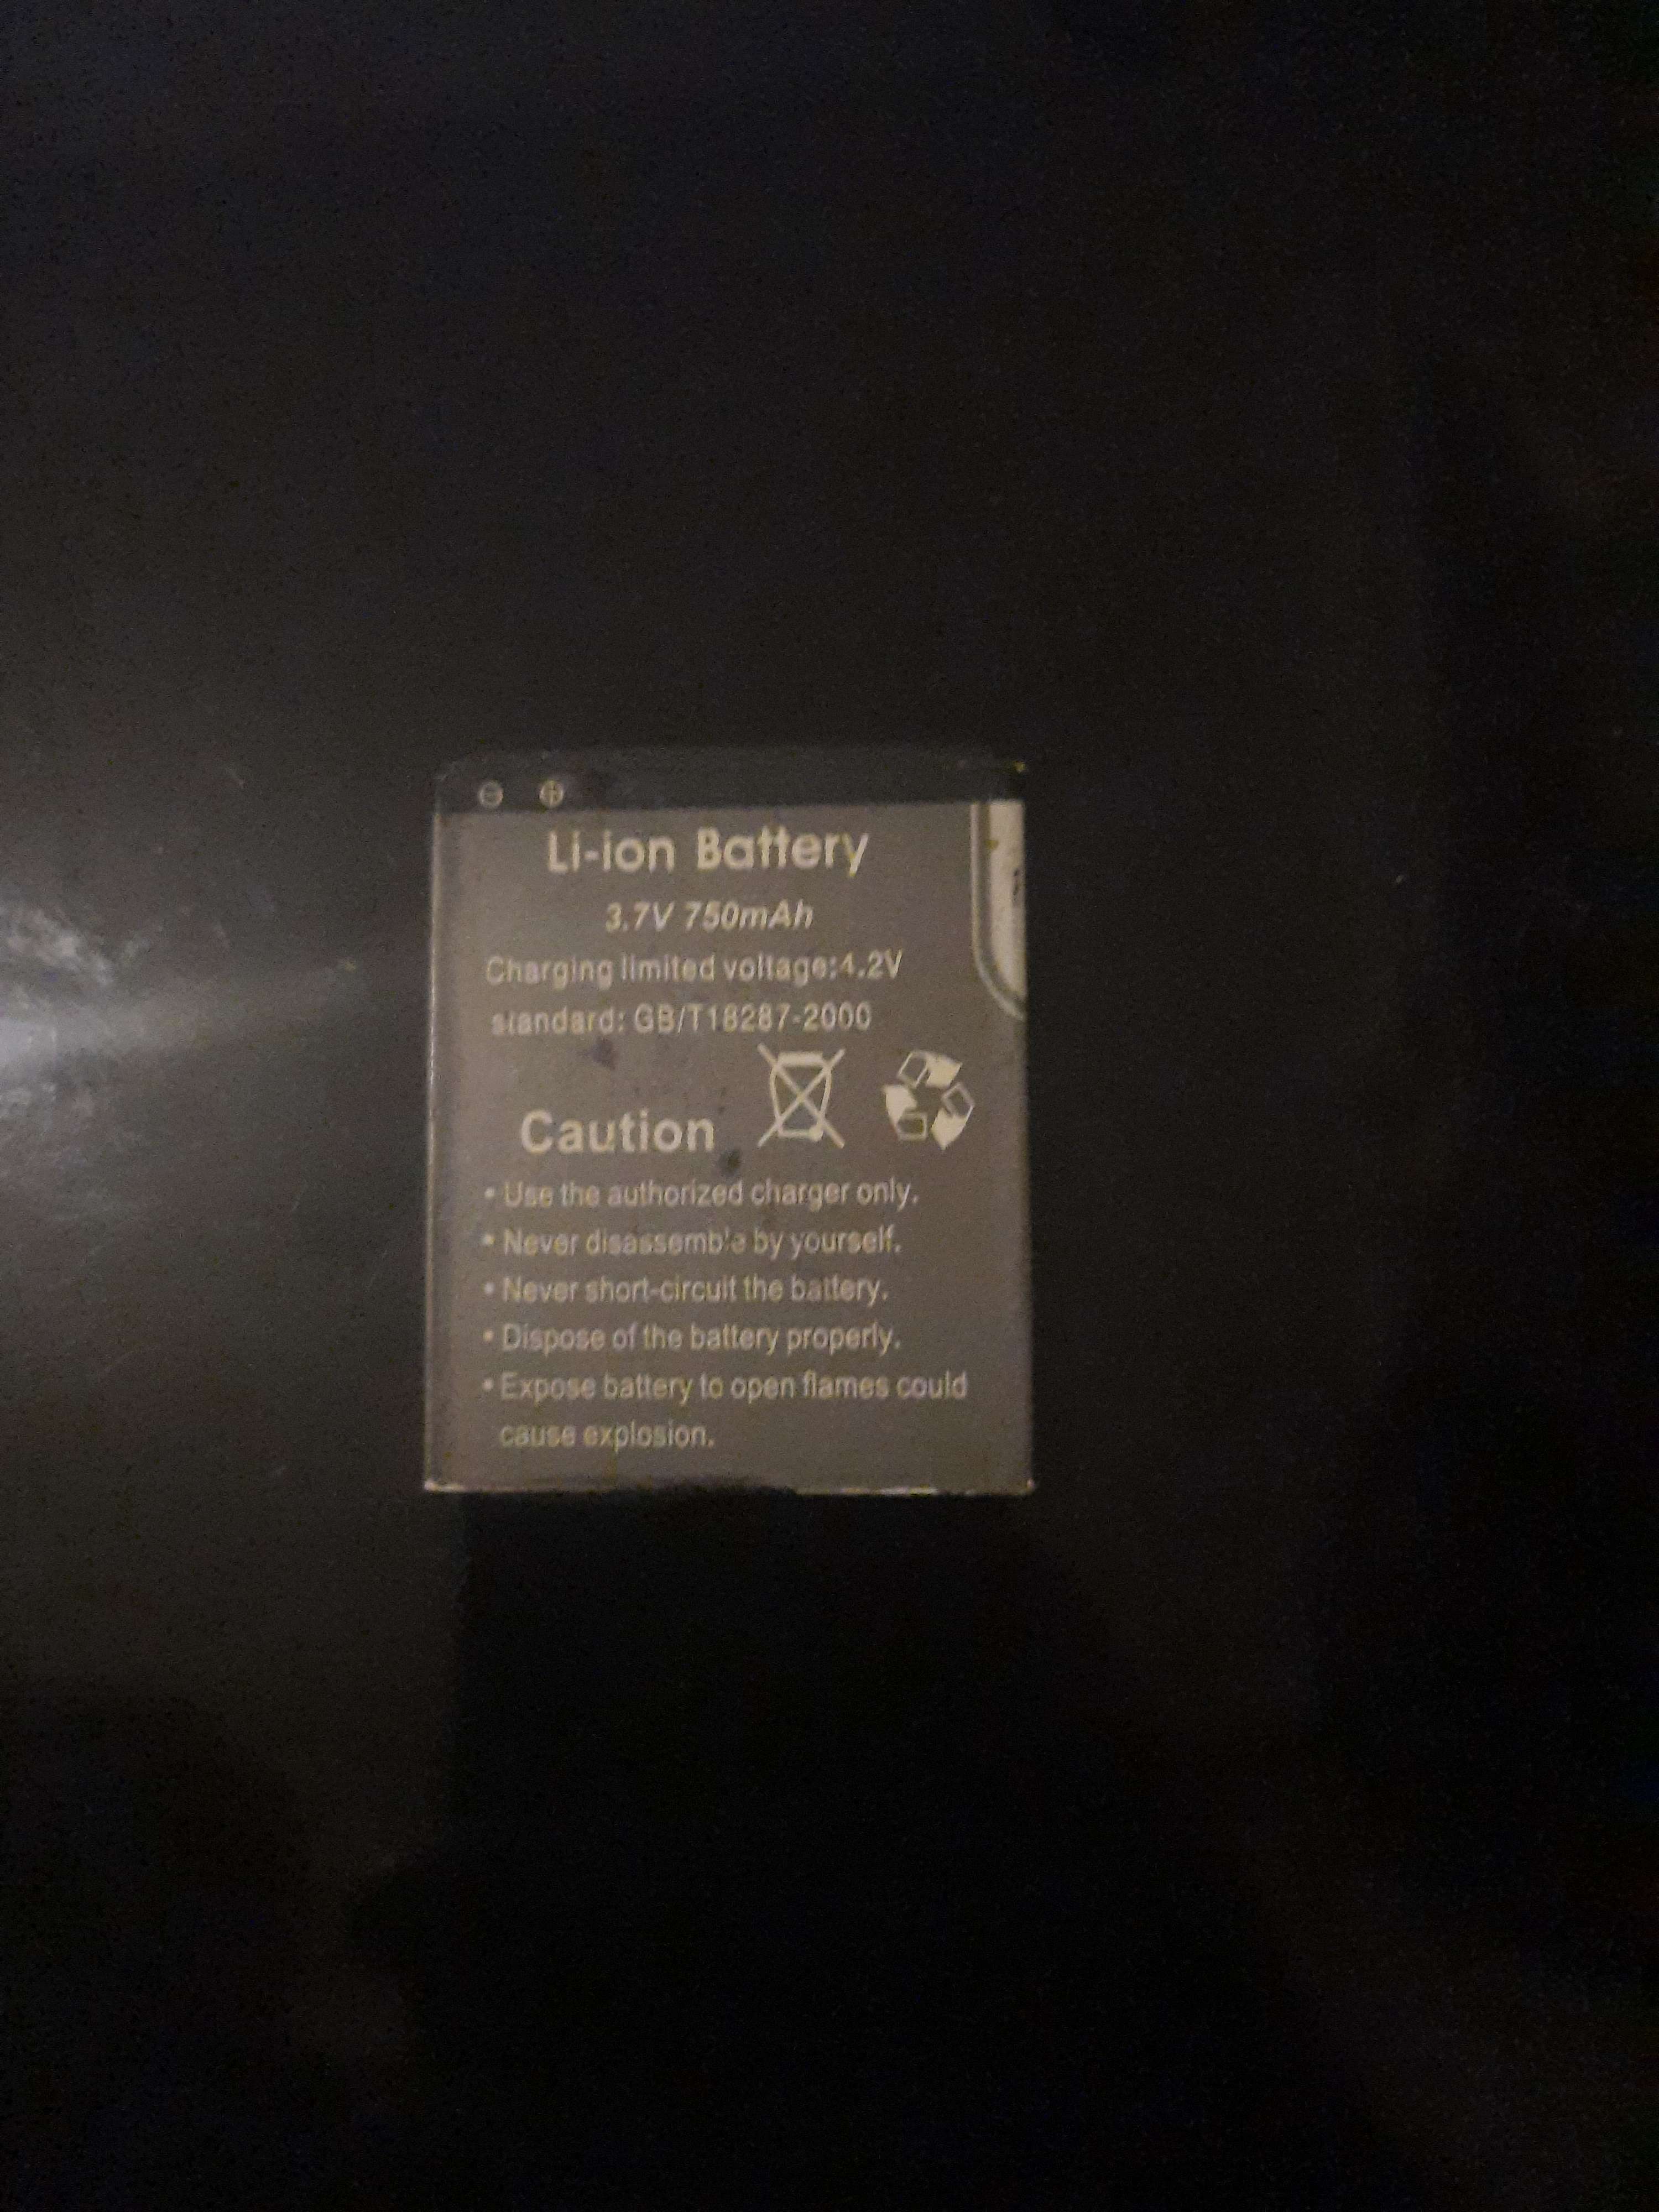 ⊖ ⊕
Li-ion Battery
3.7V 750mAh
Charging limited voltage:4.2V
standard: GB/T18287-2000
Caution
• Use the authorized charger only.
• Never disassemble by yourself.
• Never short-circuit the battery.
• Dispose of the battery properly.
• Expose battery to open flames could
cause explosion.